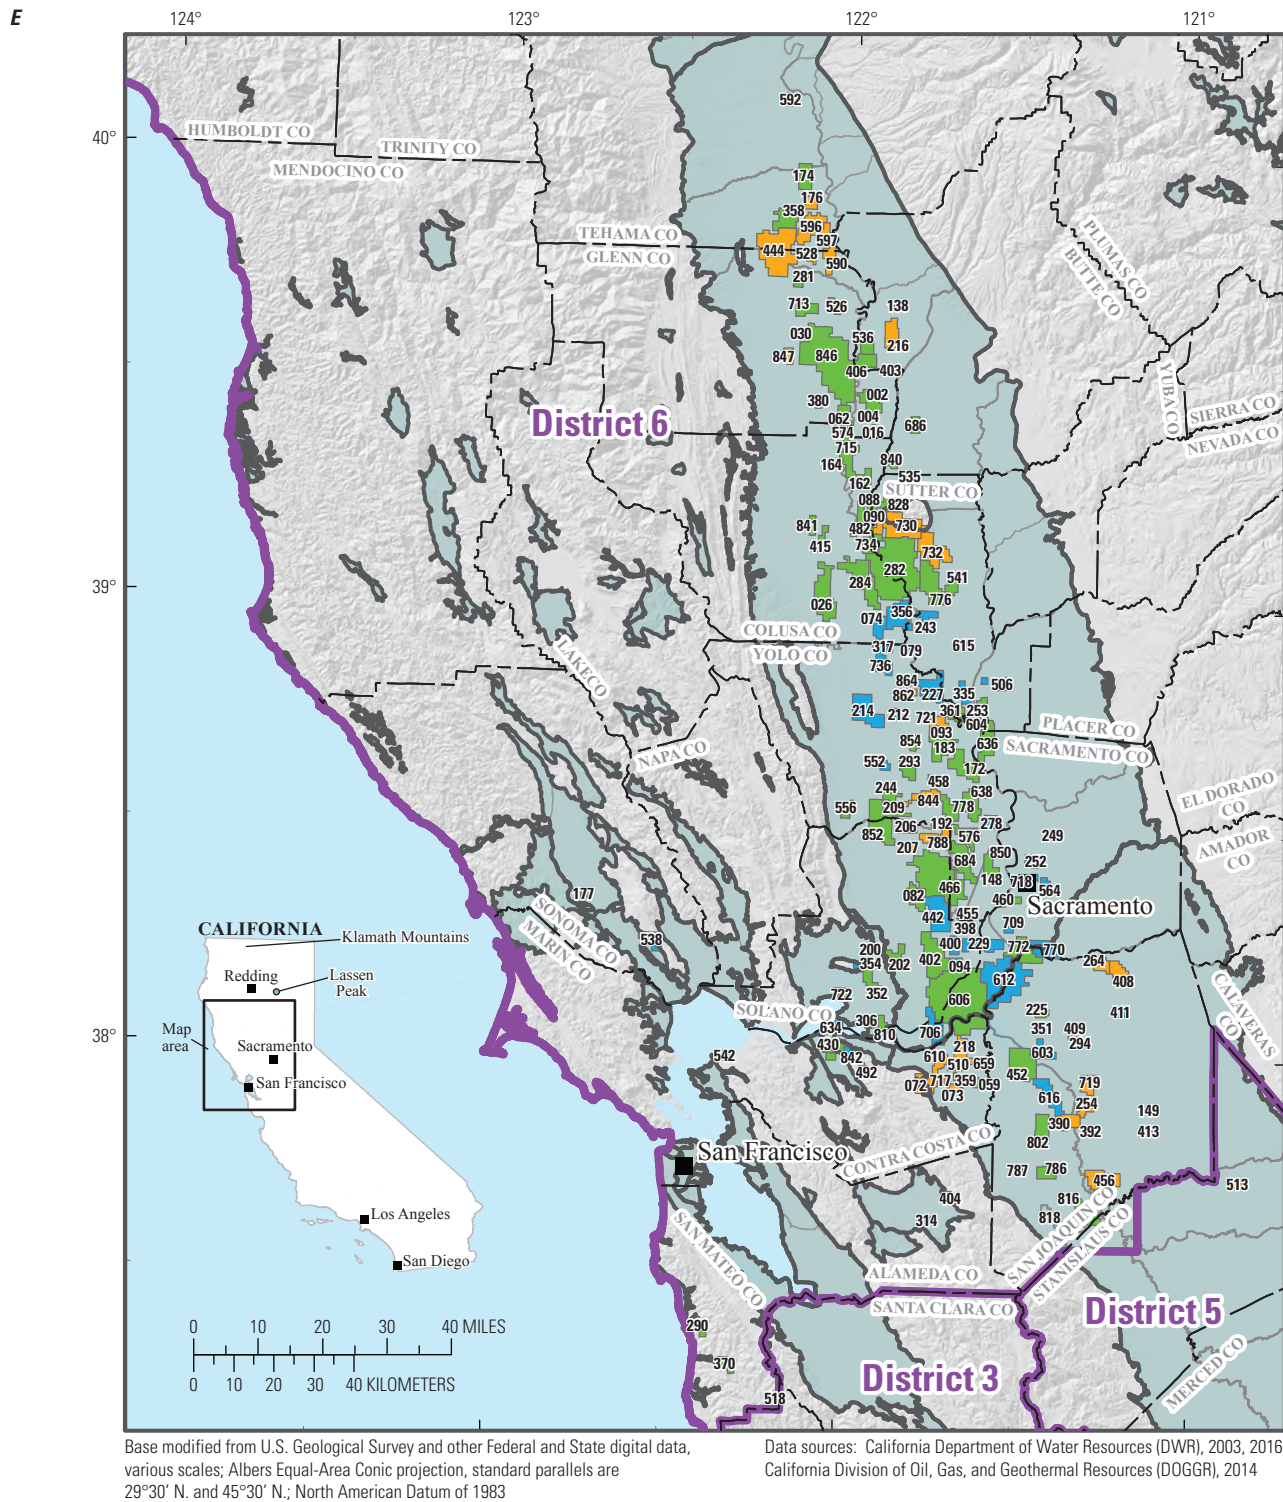 E
124°
123°
122°
121°
40°
39°
38°
HUMBOLDT CO
TRINITY CO
MENDOCINO CO
TEHAMA CO
GLENN CO
PLUMAS CO
BUTTE CO
YUBA CO
SIERRA CO
NEVADA CO
District 6
SUTTER CO
COLUSA CO
YOLO CO
LAKE CO
NAPA CO
PLACER CO
SACRAMENTO CO
EL DORADO
CO
AMADOR
CO
SONOMA CO
MARIN CO
SOLANO CO
CALAVERAS
CO
CONTRA COSTA CO
SAN JOAQUIN CO
STANISLAUS CO
ALAMEDA CO
SANTA CLARA CO
SAN MATEO CO
MERCED CO
District 5
District 3
Sacramento
San Francisco
592
174
176
358
596
597
444
528
590
281
713
526
138
030
536
216
847
846
406
403
380
002
062
004
574
016
686
715
164
840
162
535
088
828
090
841
482
730
415
734
732
284
282
541
026
776
074
356
243
317
079
615
736
864
506
862
227
335
214
212
361
253
721
604
093
854
183
636
552
293
172
458
244
638
844
556
209
778
206
192
278
852
576
249
788
207
850
684
252
148
718
466
564
082
460
455
442
398
709
177
538
200
400
229
772
770
354
202
402
094
264
408
612
722
352
606
225
411
306
634
706
351
409
810
430
218
294
542
842
610
603
492
510
659
452
072
717
359
059
719
073
616
254
149
390
392
413
802
787
786
456
513
404
816
314
818
290
370
518
CALIFORNIA
Klamath Mountains
Redding
Lassen
Peak
Map
area
Sacramento
San Francisco
Los Angeles
San Diego
0 10 20 30 40 MILES
0 10 20 30 40 KILOMETERS
Base modified from U.S. Geological Survey and other Federal and State digital data,
various scales; Albers Equal-Area Conic projection, standard parallels are
29°30' N. and 45°30' N.; North American Datum of 1983
Data sources: California Department of Water Resources (DWR), 2003, 2016
California Division of Oil, Gas, and Geothermal Resources (DOGGR), 2014